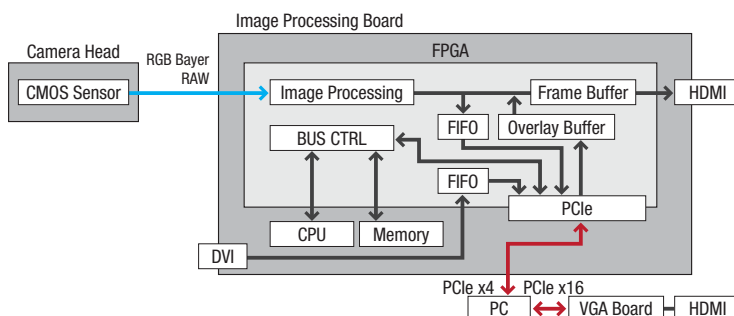 Image Processing Board
Camera Head
RGB Bayer
RAW
FPGA
CMOS Sensor
Image Processing
Frame Buffer
HDMI
FIFO
Overlay Buffer
BUS CTRL
FIFO
PCIe
CPU
Memory
DVI
PCIe x4
PCIe x16
PC
VGA Board
HDMI